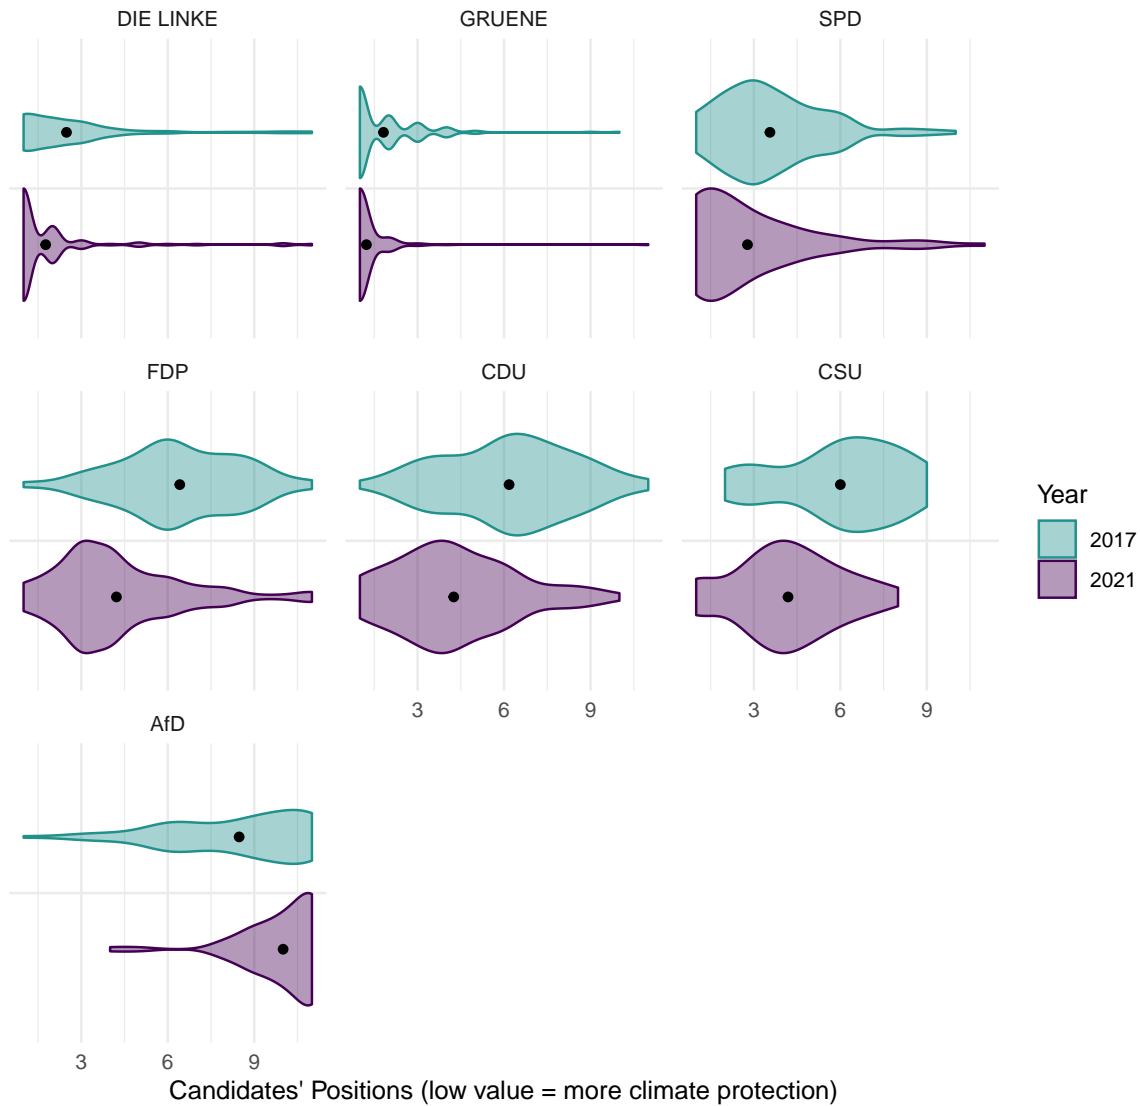 DIE LINKE
GRUENE
SPD
FDP
CDU
CSU
3
6
9
3
6
9
AfD
3
6
9
Candidates' Positions (low value = more climate protection)
Year
2017
2021